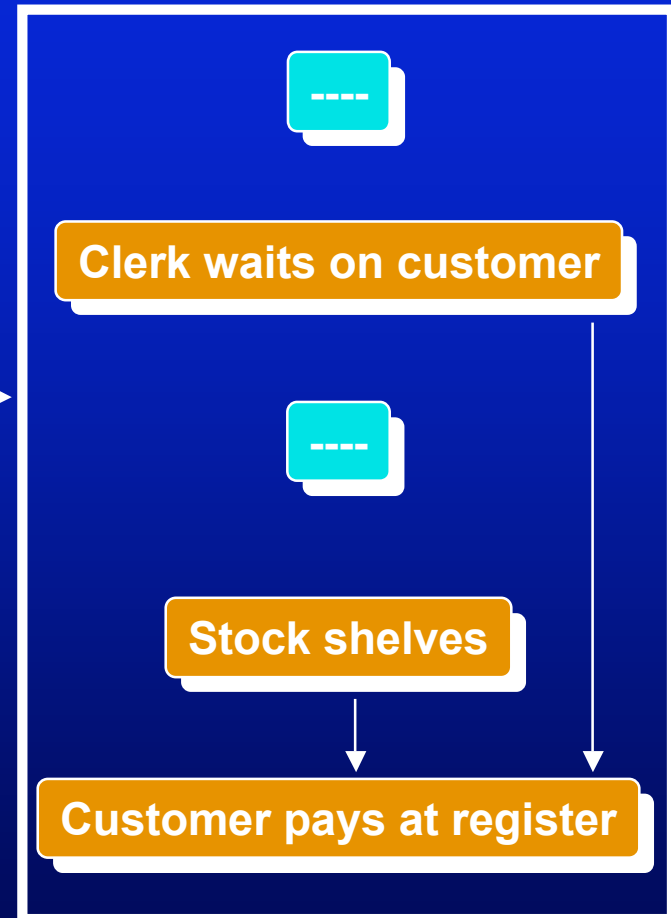 ----
Clerk waits on customer
----
Stock shelves
Customer pays at register